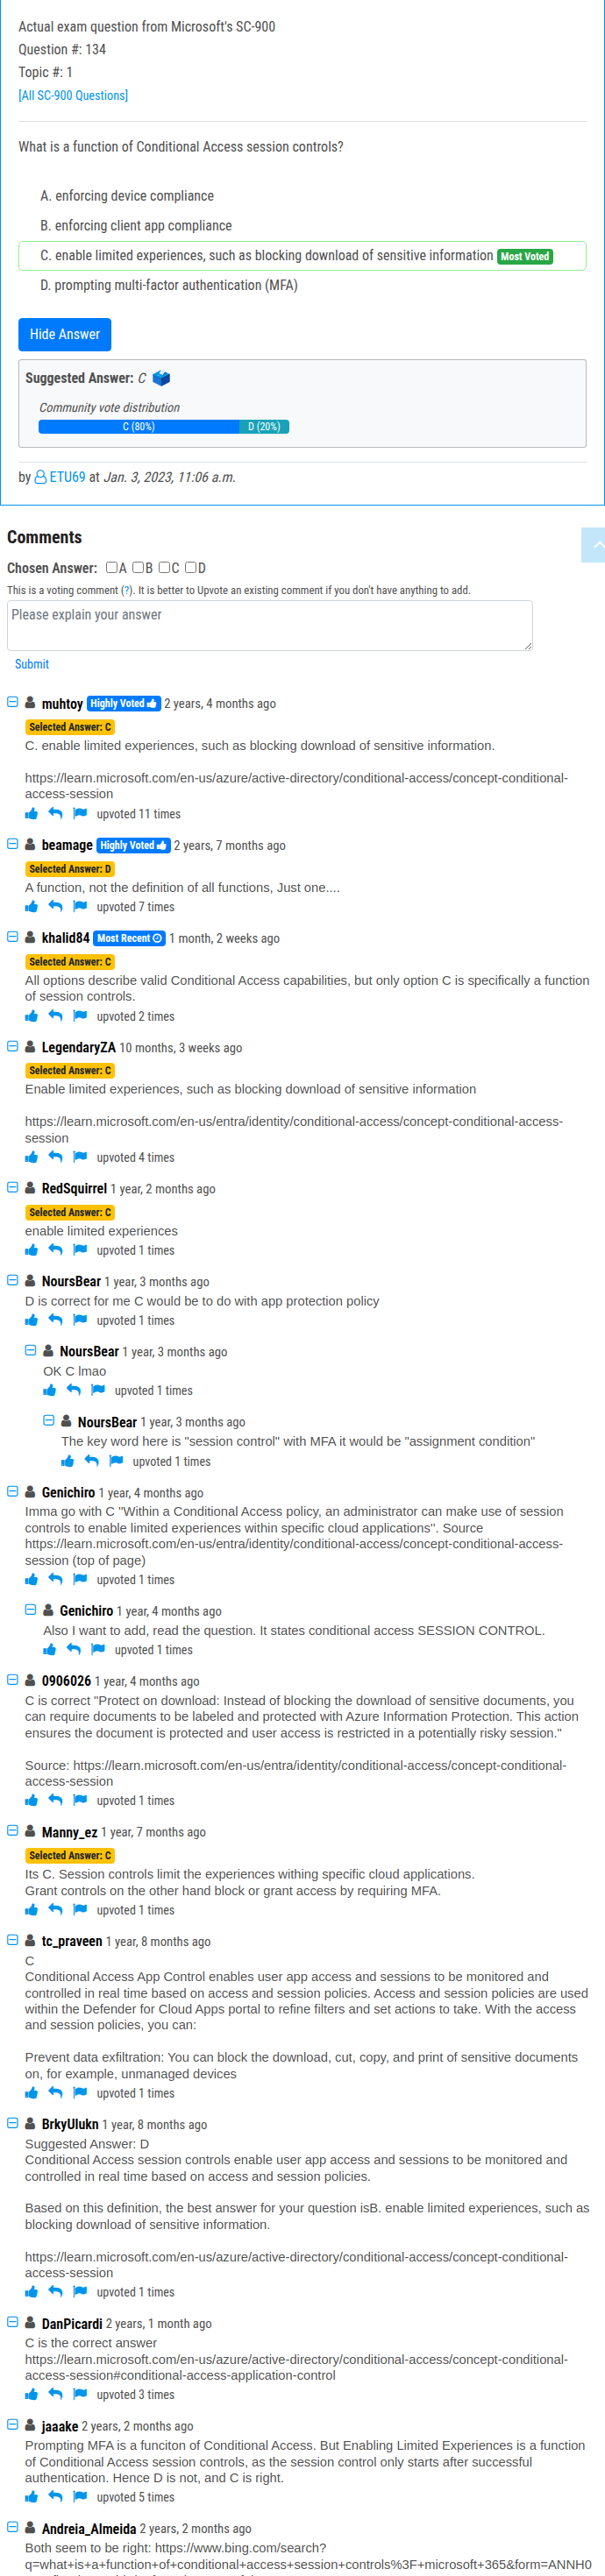 Actual exam question from Microsoft's SC-900
Question #: 134
Topic #: 1
[All SC-900 Questions]
What is a function of Conditional Access session controls?
A. enforcing device compliance
B. enforcing client app compliance
C. enable limited experiences, such as blocking download of sensitive information Most Voted
D. prompting multi-factor authentication (MFA)
Hide Answer
Suggested Answer: C
Community vote distribution
C (80%) D (20%)
by ETU69 at Jan. 3, 2023, 11:06 a.m.
Comments
Chosen Answer: A B C D
This is a voting comment (?). It is better to Upvote an existing comment if you don't have anything to add.
Please explain your answer
Submit
muhtoy Highly Voted 2 years, 4 months ago
Selected Answer: C
C. enable limited experiences, such as blocking download of sensitive information.
https://learn.microsoft.com/en-us/azure/active-directory/conditional-access/concept-conditional-
access-session
upvoted 11 times
beamage Highly Voted 2 years, 7 months ago
Selected Answer: D
A function, not the definition of all functions, Just one....
upvoted 7 times
khalid84 Most Recent 1 month, 2 weeks ago
Selected Answer: C
All options describe valid Conditional Access capabilities, but only option C is specifically a function
of session controls.
upvoted 2 times
LegendaryZA 10 months, 3 weeks ago
Selected Answer: C
Enable limited experiences, such as blocking download of sensitive information
https://learn.microsoft.com/en-us/entra/identity/conditional-access/concept-conditional-access-
session
upvoted 4 times
RedSquirrel 1 year, 2 months ago
Selected Answer: C
enable limited experiences
upvoted 1 times
NoursBear 1 year, 3 months ago
D is correct for me C would be to do with app protection policy
upvoted 1 times
NoursBear 1 year, 3 months ago
OK C lmao
upvoted 1 times
NoursBear 1 year, 3 months ago
The key word here is "session control" with MFA it would be "assignment condition"
upvoted 1 times
Genichiro 1 year, 4 months ago
Imma go with C "Within a Conditional Access policy, an administrator can make use of session
controls to enable limited experiences within specific cloud applications". Source
https://learn.microsoft.com/en-us/entra/identity/conditional-access/concept-conditional-access-
session (top of page)
upvoted 1 times
Genichiro 1 year, 4 months ago
Also I want to add, read the question. It states conditional access SESSION CONTROL.
upvoted 1 times
0906026 1 year, 4 months ago
C is correct "Protect on download: Instead of blocking the download of sensitive documents, you
can require documents to be labeled and protected with Azure Information Protection. This action
ensures the document is protected and user access is restricted in a potentially risky session."
Source: https://learn.microsoft.com/en-us/entra/identity/conditional-access/concept-conditional-
access-session
upvoted 1 times
Manny_ez 1 year, 7 months ago
Selected Answer: C
Its C. Session controls limit the experiences withing specific cloud applications.
Grant controls on the other hand block or grant access by requiring MFA.
upvoted 1 times
tc_praveen 1 year, 8 months ago
C
Conditional Access App Control enables user app access and sessions to be monitored and
controlled in real time based on access and session policies. Access and session policies are used
within the Defender for Cloud Apps portal to refine filters and set actions to take. With the access
and session policies, you can:
Prevent data exfiltration: You can block the download, cut, copy, and print of sensitive documents
on, for example, unmanaged devices
upvoted 1 times
BrkyUlukn 1 year, 8 months ago
Suggested Answer: D
Conditional Access session controls enable user app access and sessions to be monitored and
controlled in real time based on access and session policies.
Based on this definition, the best answer for your question isB. enable limited experiences, such as
blocking download of sensitive information.
https://learn.microsoft.com/en-us/azure/active-directory/conditional-access/concept-conditional-
access-session
upvoted 1 times
DanPicardi 2 years, 1 month ago
C is the correct answer
https://learn.microsoft.com/en-us/azure/active-directory/conditional-access/concept-conditional-
access-session#conditional-access-application-control
upvoted 3 times
jaaake 2 years, 2 months ago
Prompting MFA is a funciton of Conditional Access. But Enabling Limited Experiences is a function
of Conditional Access session controls, as the session control only starts after successful
authentication. Hence D is not, and C is right.
upvoted 5 times
Andreia_Almeida 2 years, 2 months ago
Both seem to be right: https://www.bing.com/search?
q=what+is+a+function+of+conditional+access+session+controls%3F+microsoft+365&form=ANNH0